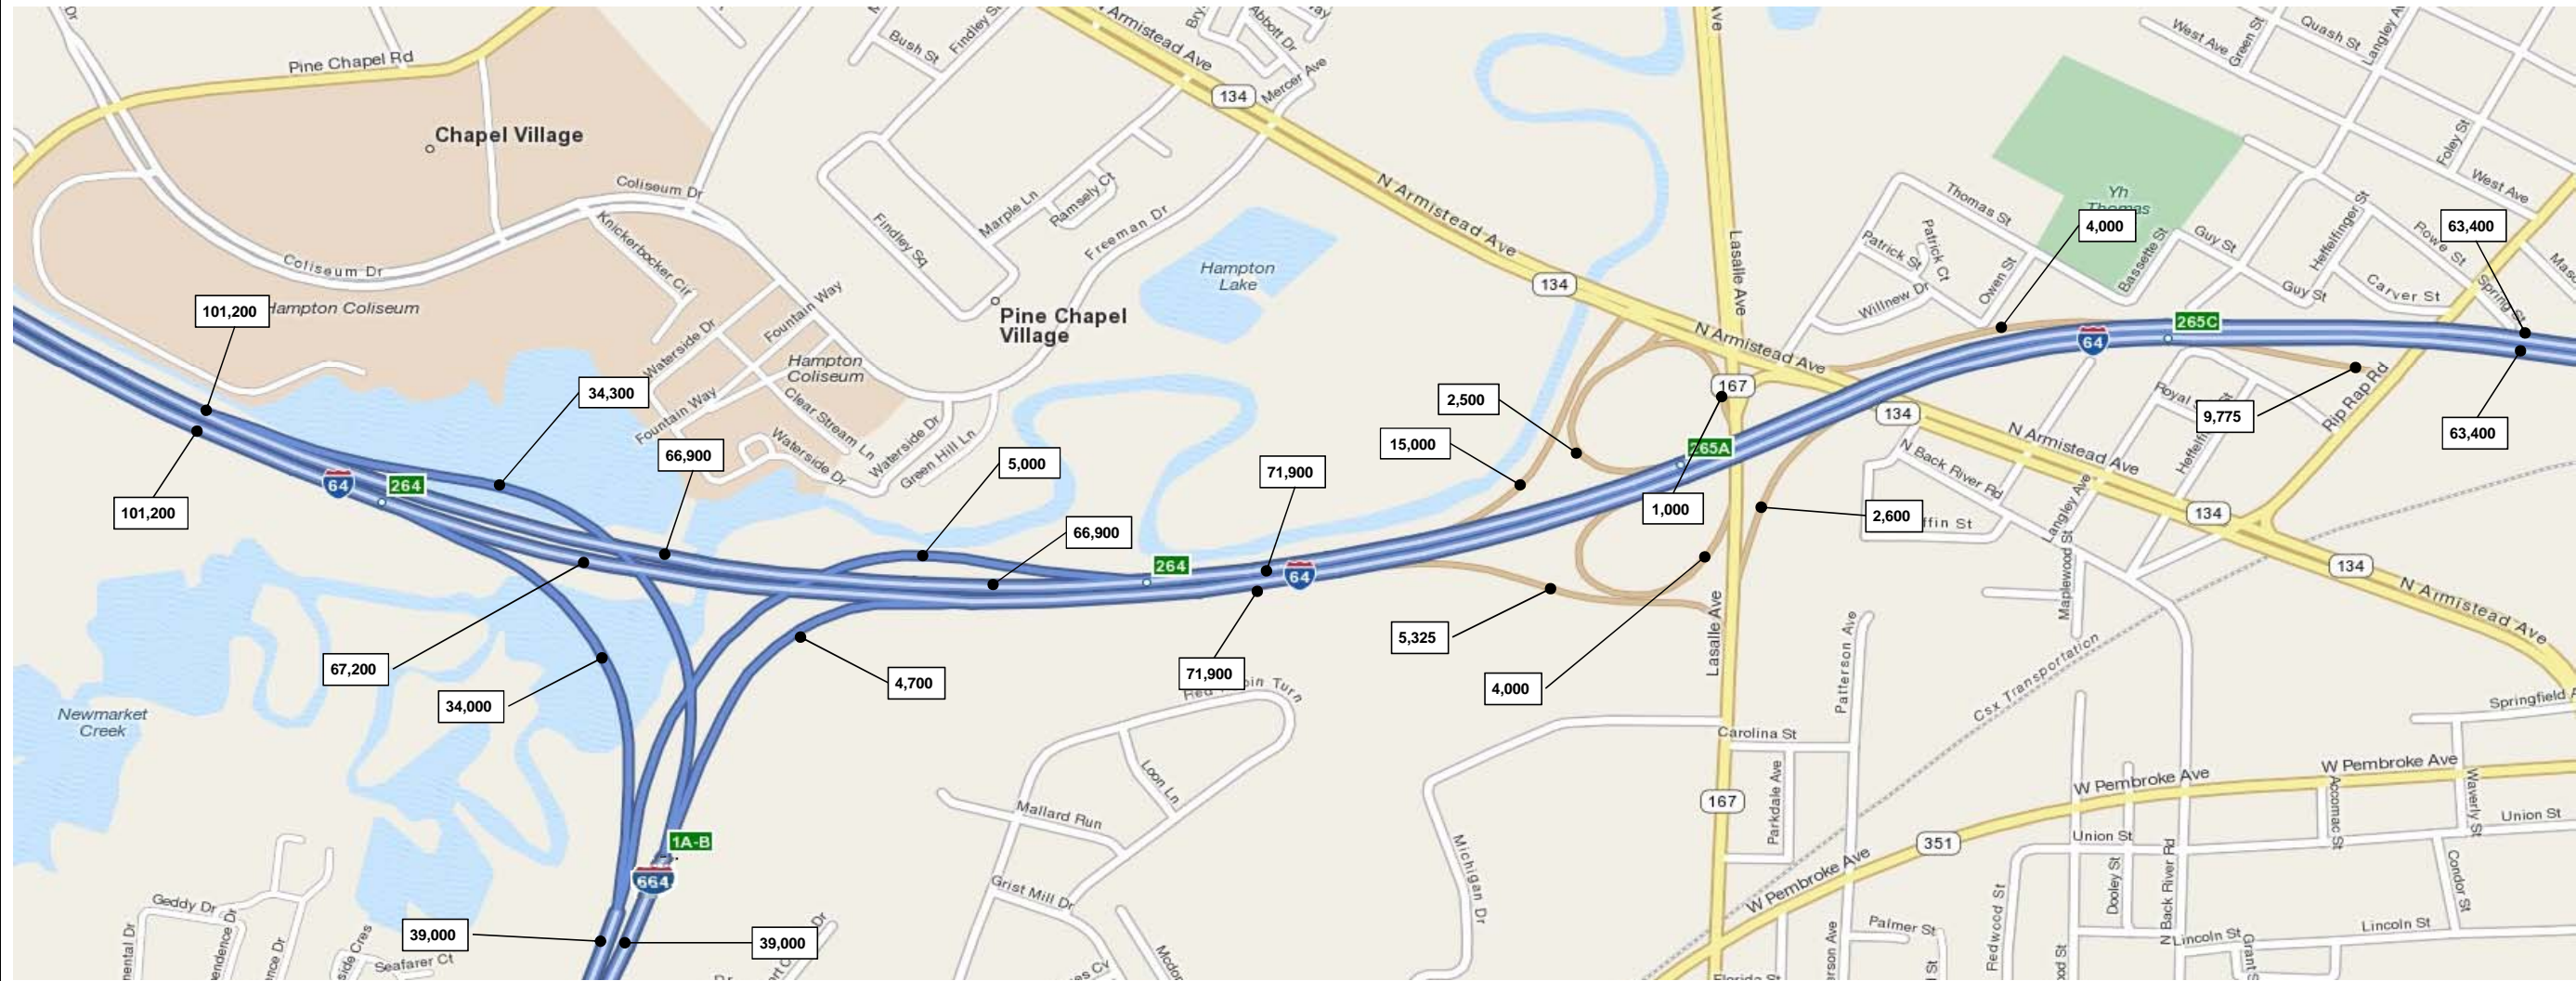 Pine Chapel Rd
Chapel Village
Coliseum Dr
Coliseum Dr
Hampton Coliseum
Knickerbocker Cir
Bush St
Findley St
Findley Sq
Marple Ln
Ramsely Ct
Freeman Dr
Mercer Ave
Abbott Dr
N Armistead Ave
134
Pine Chapel
Village
Hampton
Lake
Waterside Dr
Fountain Way
Hampton
Coliseum
Fountain Way
Clear Stream Ln
Waterside Dr
Waterside Dr
Green Hill Ln
N Armistead Ave
134
Lasalle Ave
N Armistead Ave
167
134
N Armistead Ave
134
134
N Armistead Ave
West Ave
Green St
Quash St
Foley St
West Ave
Yh
Thomas
Thomas St
Patrick St
Patrick Ct
Willnew Dr
Owen St
Bassette St
Guy St
Guy St
Heffelfinger St
Rowe St
Carver St
Spring St
Rip Rap Rd
N Back River Rd
Langley Ave
Maplewood St
101,200
101,200
34,300
66,900
5,000
66,900
71,900
71,900
2,500
15,000
1,000
2,600
4,000
63,400
63,400
9,775
5,325
4,000
4,700
67,200
34,000
39,000
39,000
64
264
264
64
265A
64
265C
1A-B
664
Newmarket
Creek
Geddy Dr
Seafarer Ct
Loon Ln
Mallard Run
Grist Mill Dr
Michigan Dr
Lasalle Ave
Carolina St
167
Parkdale Ave
Patterson Ave
Csx Transportation
W Pembroke Ave
351
W Pembroke Ave
W Pembroke Ave
Springfield
Accomac St
Waverly St
Union St
Union St
Condor St
Dooley St
N Back River Rd
Redwood St
Palmer St
Lincoln St
Lincoln St